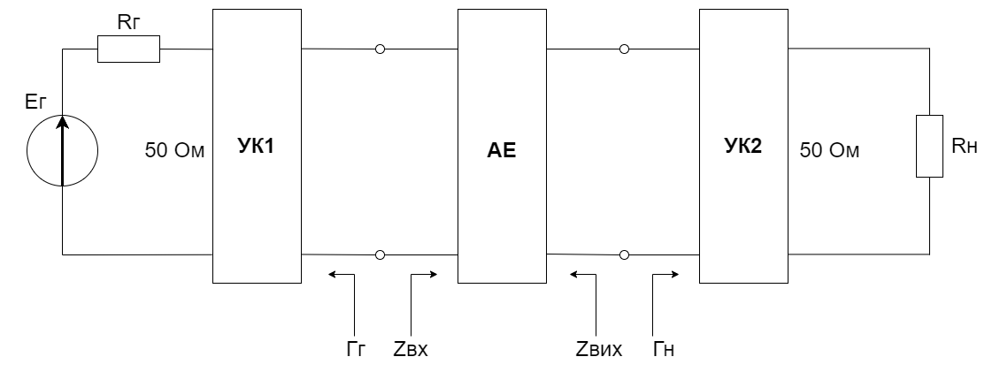 Rг
Eг
50 Ом
УК1
АЕ
УК2
50 Ом
Rн
Гг
Zвх
Zвих
Гн